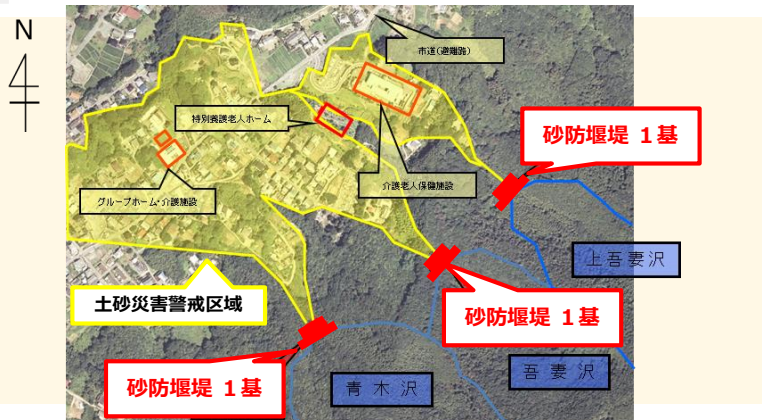 N
市道(避難路)
特別養護老人ホーム
砂防堰堤 1基
介護老人保健施設
グループホーム・介護施設
上吾妻沢
土砂災害警戒区域
砂防堰堤 1基
吾妻沢
砂防堰堤 1基
青木沢